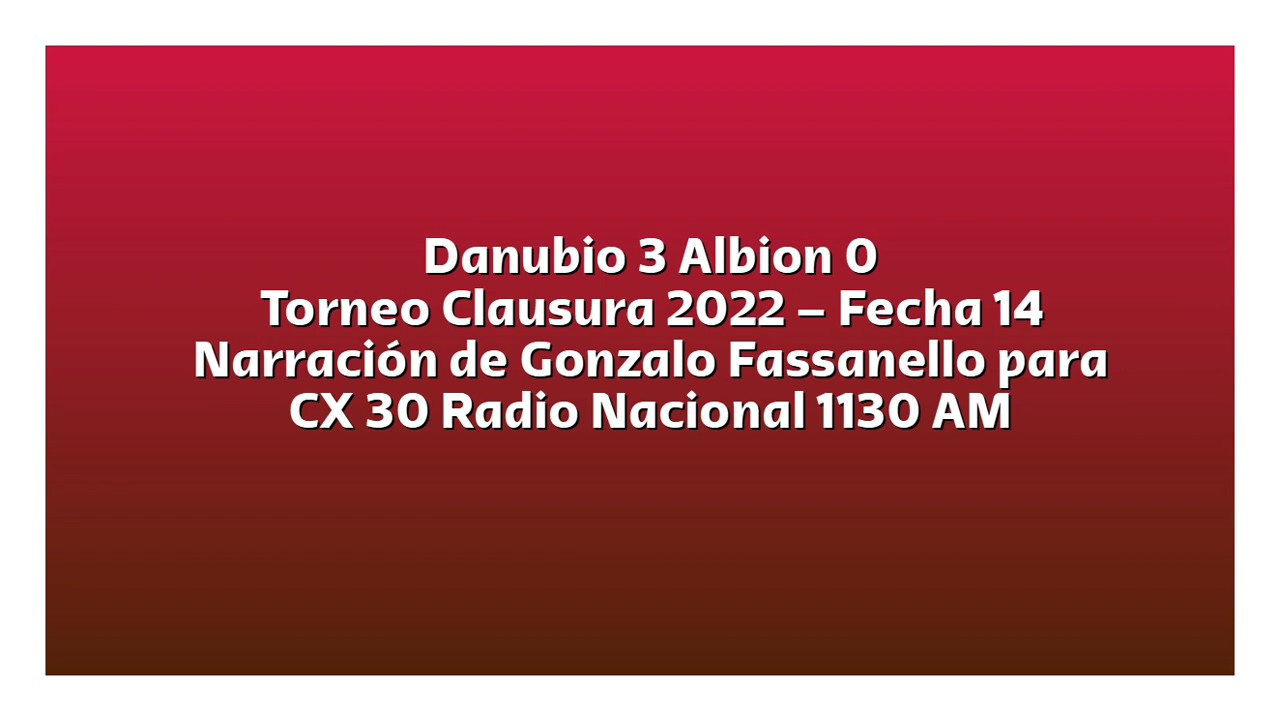 Danubio 3 Albion 0
Torneo Clausura 2022 – Fecha 14
Narración de Gonzalo Fassanello para
CX 30 Radio Nacional 1130 AM